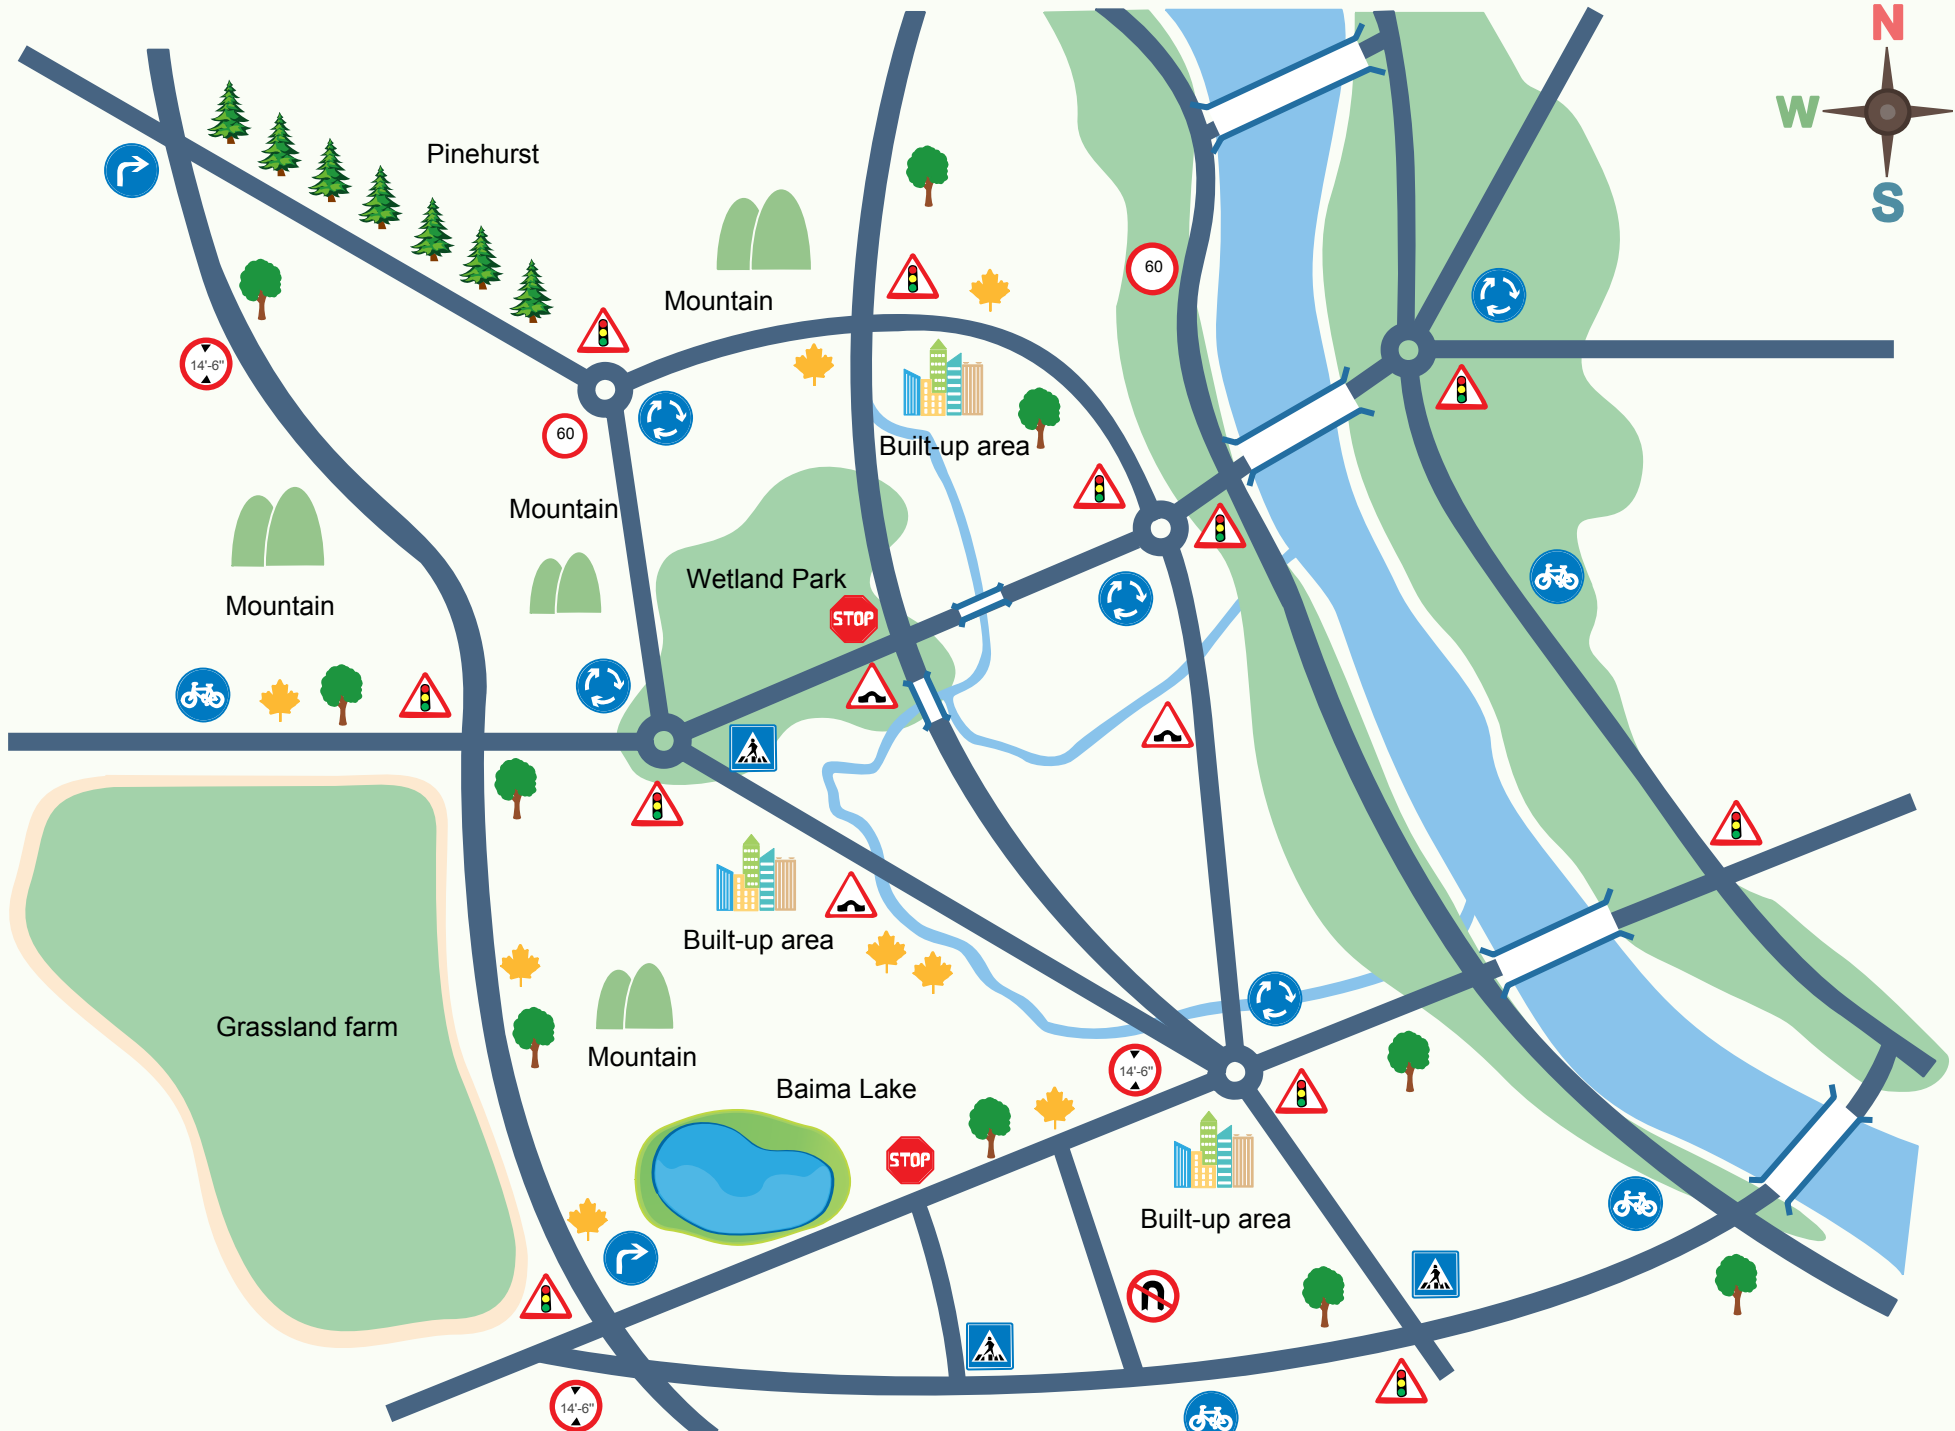 N
W
S
Pinehurst
Mountain
60
14'-6"
60
Built-up area
Mountain
Wetland Park
Mountain
STOP
Built-up area
Grassland farm
Mountain
Baima Lake
14'-6"
STOP
Built-up area
14'-6"